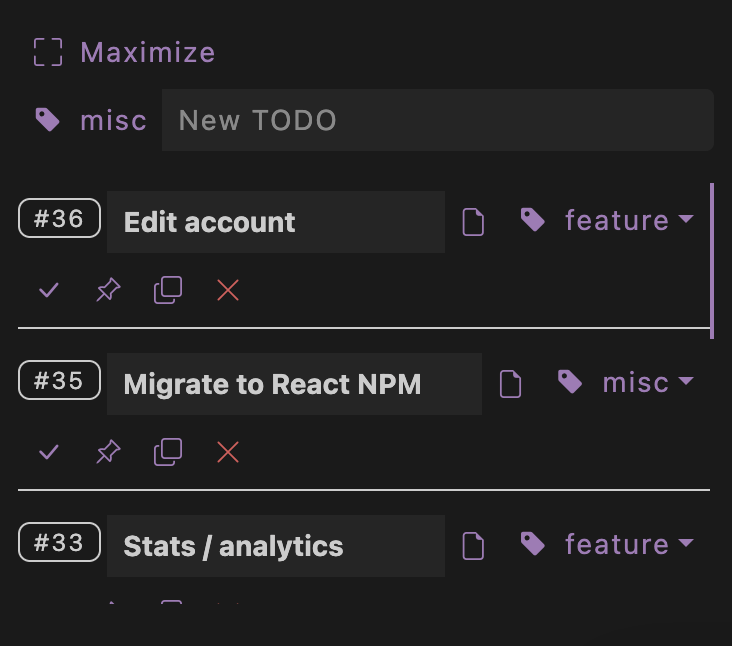 Maximize
misc New TODO
#36 Edit account feature
#35 Migrate to React NPM misc
#33 Stats / analytics feature